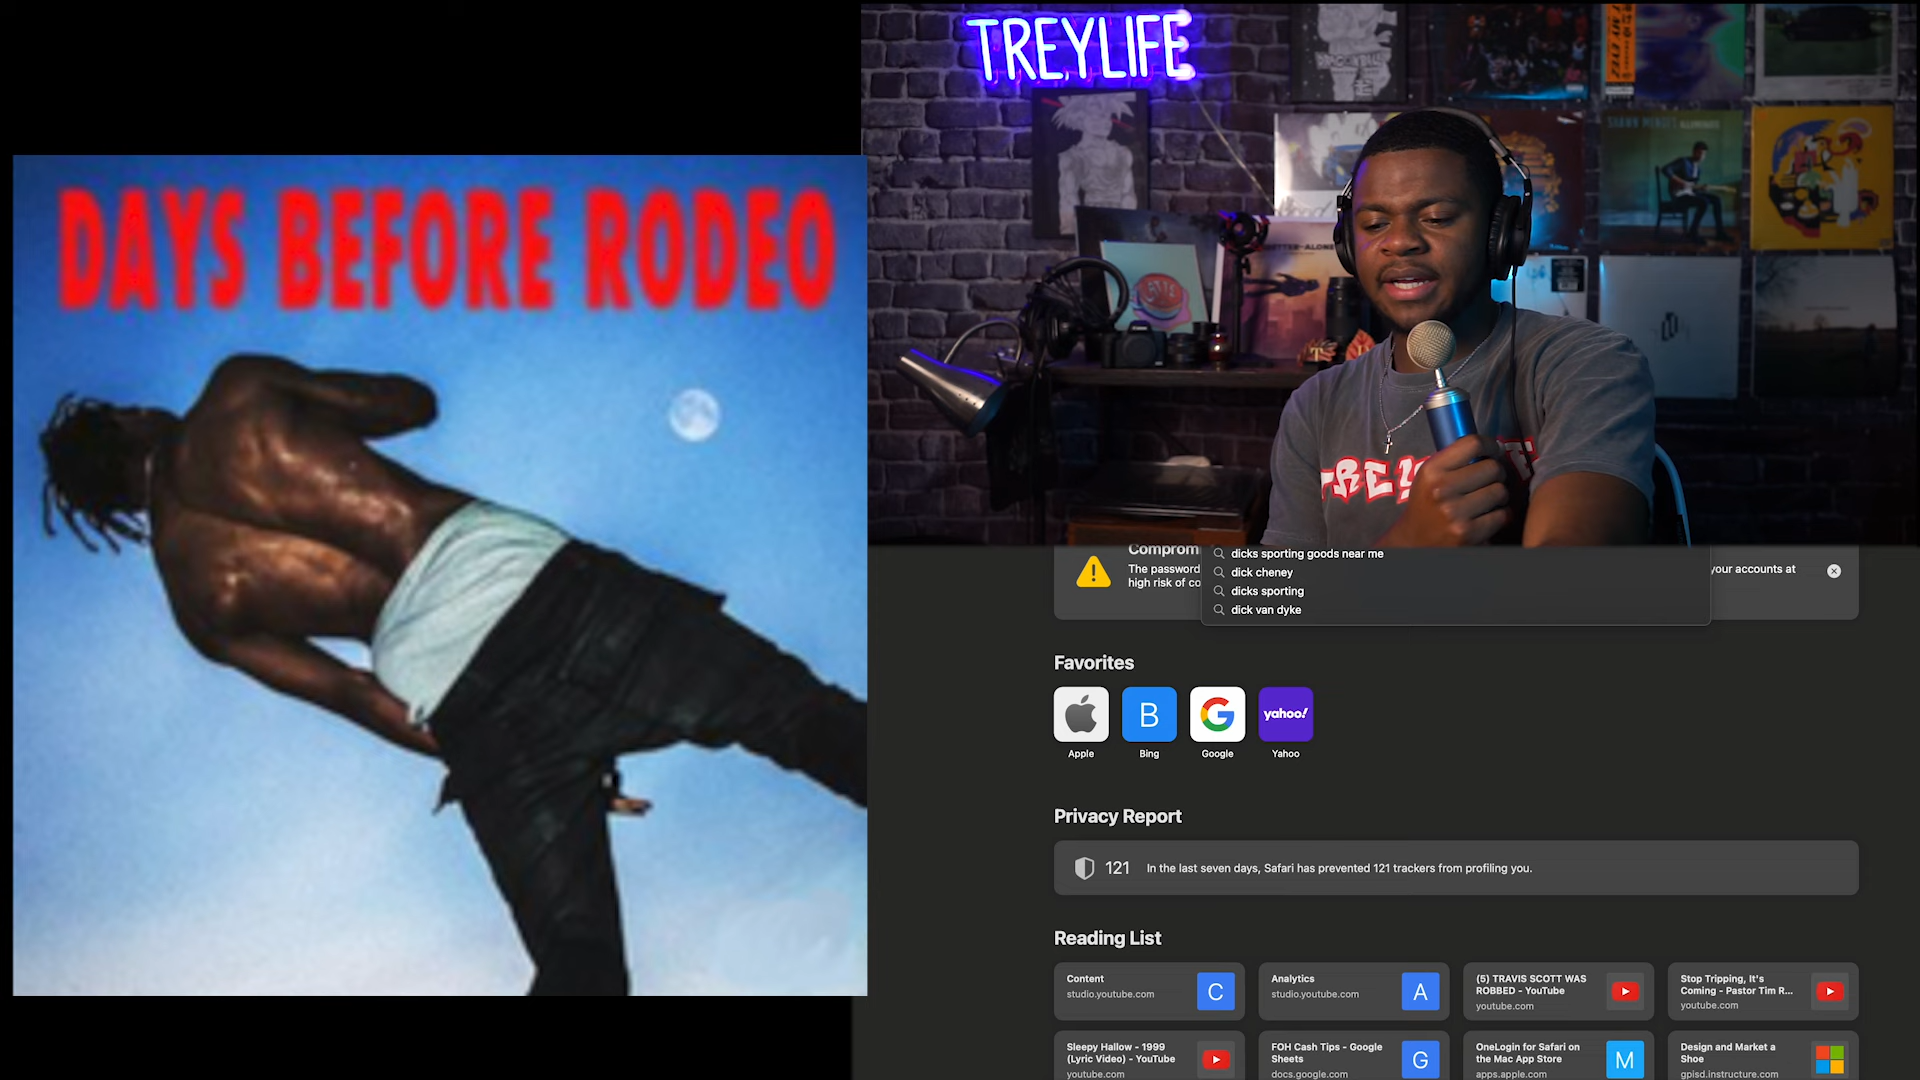 DAYS BEFORE RODEO
TREYLIFE
Comprom
The password
high risk of co
your accounts at
dicks sporting goods near me
dick cheney
dicks sporting
dick van dyke
Favorites
B
yahoo!
Apple
Bing
Google
Yahoo
Privacy Report
121
In the last seven days, Safari has prevented 121 trackers from profiling you.
Reading List
Content
studio.youtube.com
C
Analytics
studio.youtube.com
A
(5) TRAVIS SCOTT WAS
ROBBED - YouTube
youtube.com
Stop Tripping, It's
Coming - Pastor Tim R...
youtube.com
Sleepy Hallow - 1999
(Lyric Video) - YouTube
youtube.com
FOH Cash Tips - Google
Sheets
docs.google.com
G
OneLogin for Safari on
the Mac App Store
apps.apple.com
M
Design and Market a
Shoe
gpisd.instructure.com